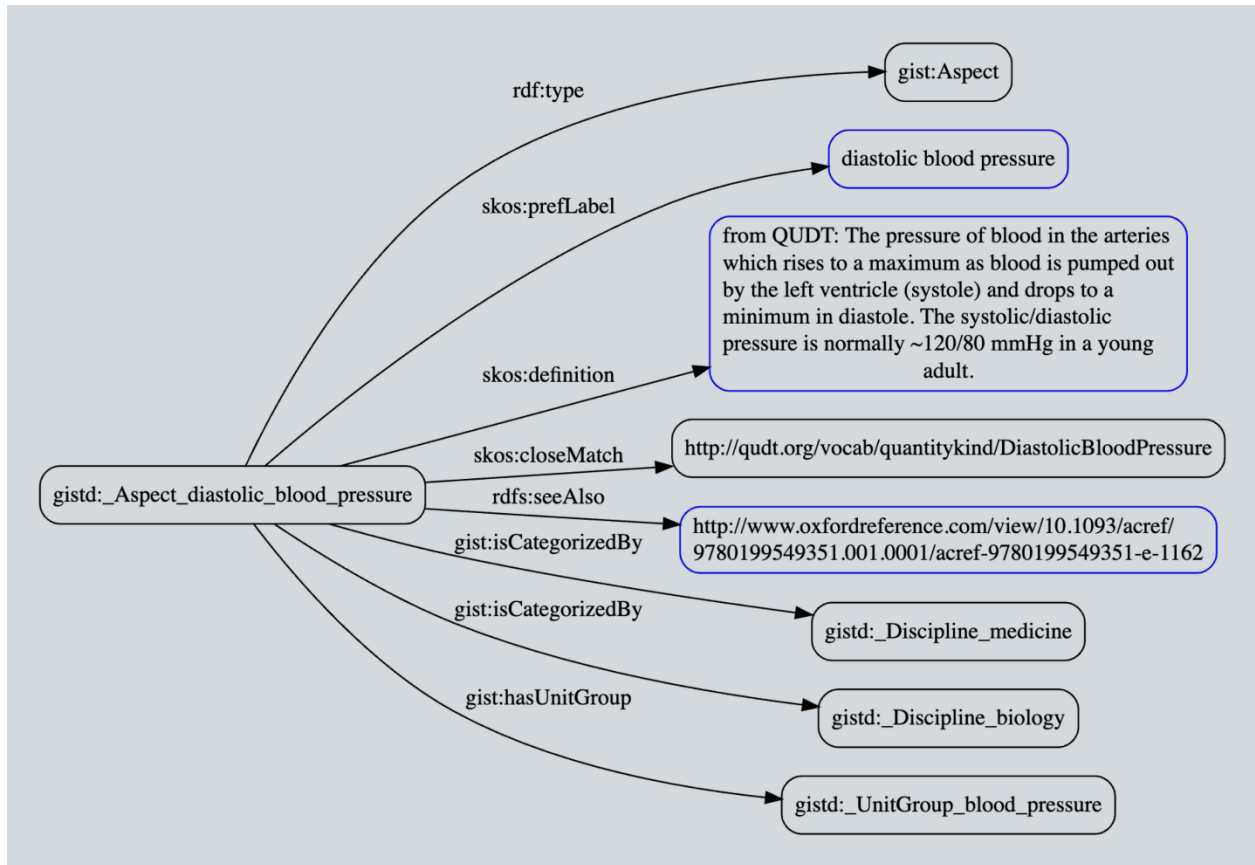 rdf:type
gist:Aspect
skos:prefLabel
diastolic blood pressure
skos:definition
from QUDT: The pressure of blood in the arteries
which rises to a maximum as blood is pumped out
by the left ventricle (systole) and drops to a
minimum in diastole. The systolic/diastolic
pressure is normally ~120/80 mmHg in a young
adult.
gistd:_Aspect_diastolic_blood_pressure
skos:closeMatch
http://qudt.org/vocab/quantitykind/DiastolicBloodPressure
rdfs:seeAlso
http://www.oxfordreference.com/view/10.1093/acref/
9780199549351.001.0001/acref-9780199549351-e-1162
gist:isCategorizedBy
gistd:_Discipline_medicine
gist:isCategorizedBy
gistd:_Discipline_biology
gist:hasUnitGroup
gistd:_UnitGroup_blood_pressure